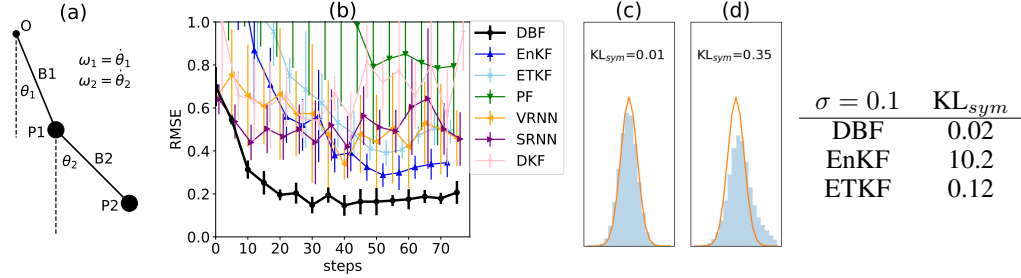 (a)
O
B1
θ₁
P1
B2
θ₂
P2
ω₁ = θ̇₁
ω₂ = θ̇₂
(b)
RMSE
1.0
0.8
0.6
0.4
0.2
0.0
0 10 20 30 40 50 60 70
steps
DBF
EnKF
ETKF
PF
VRNN
SRNN
DKF
(c)
KLsym=0.01
(d)
KLsym=0.35
σ = 0.1 KLsym
DBF 0.02
EnKF 10.2
ETKF 0.12